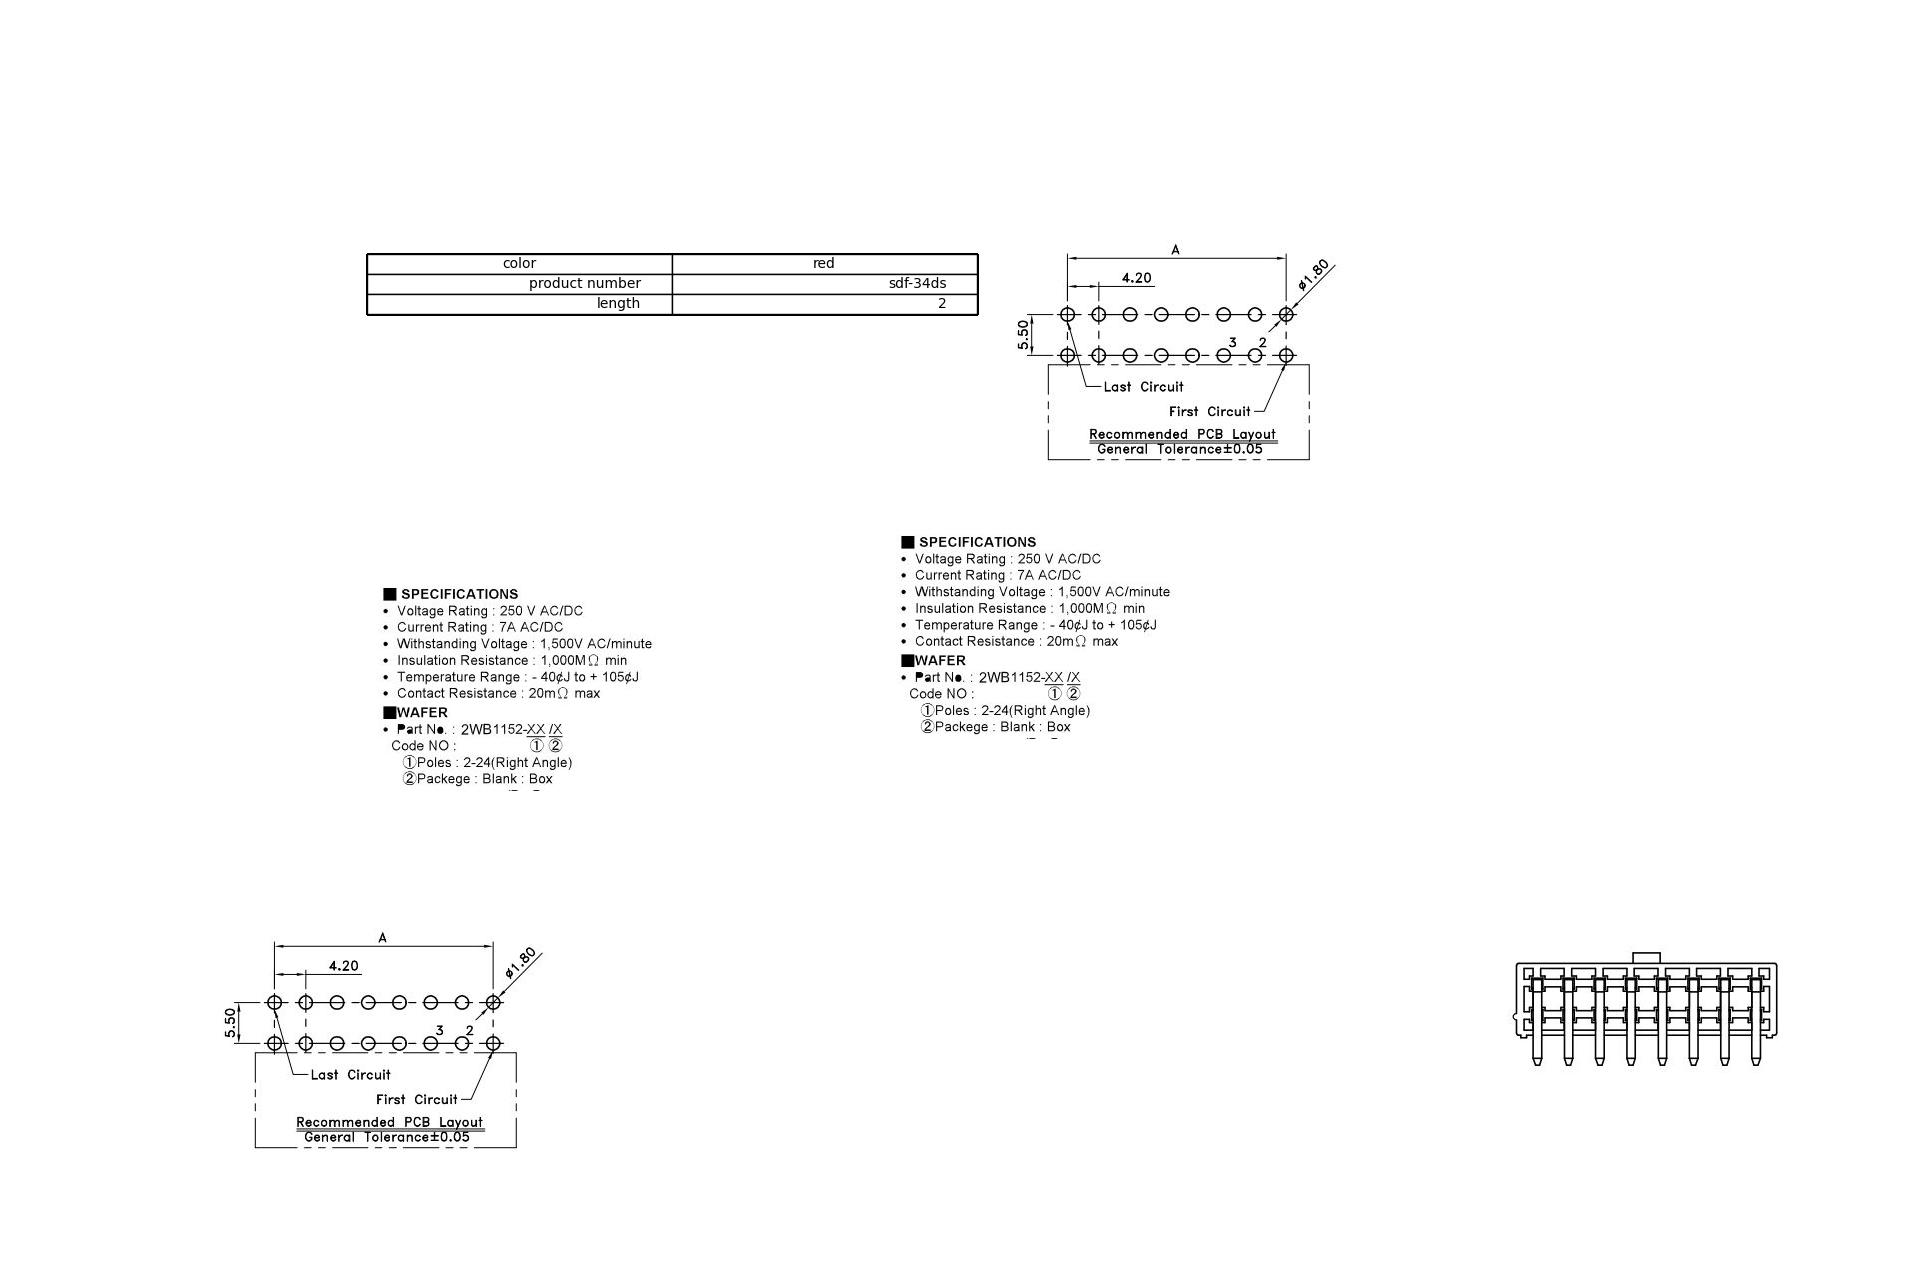 color red
product number sdf-34ds
length 2
A
4.20
ø1.80
5.50
3 2
Last Circuit
First Circuit
Recommended PCB Layout
General Tolerance±0.05
■ SPECIFICATIONS
• Voltage Rating : 250 V AC/DC
• Current Rating : 7A AC/DC
• Withstanding Voltage : 1,500V AC/minute
• Insulation Resistance : 1,000MΩ min
• Temperature Range : - 40¢J to + 105¢J
• Contact Resistance : 20mΩ max
■WAFER
• Part No. : 2WB1152-XX /X
Code NO : ① ②
①Poles : 2-24(Right Angle)
②Packege : Blank : Box
■ SPECIFICATIONS
• Voltage Rating : 250 V AC/DC
• Current Rating : 7A AC/DC
• Withstanding Voltage : 1,500V AC/minute
• Insulation Resistance : 1,000MΩ min
• Temperature Range : - 40¢J to + 105¢J
• Contact Resistance : 20mΩ max
■WAFER
• Part No. : 2WB1152-XX /X
Code NO : ① ②
①Poles : 2-24(Right Angle)
②Packege : Blank : Box
A
4.20
ø1.80
5.50
3 2
Last Circuit
First Circuit
Recommended PCB Layout
General Tolerance±0.05